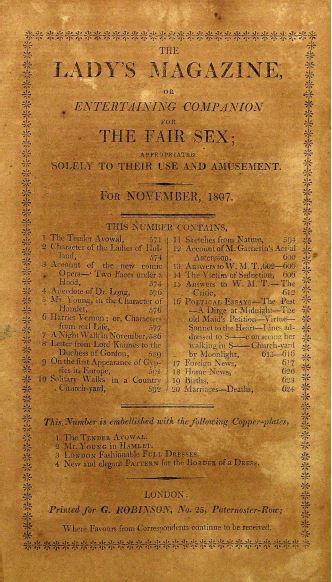 THE
LADY'S MAGAZINE,
OR
ENTERTAINING COMPANION
FOR
THE FAIR SEX;
APPROPRIATED
SOLELY TO THEIR USE AND AMUSEMENT.
FOR NOVEMBER, 1807.
THIS NUMBER CONTAINS,
1 The Tender Avowal, 571
2 Character of the Ladies of Holland, 574
3 Account of the new comic
Opera—' Two Faces under a
Hood, 574
4 Anecdote of Dr. Long,
5 Mr. Young, in the Character of
Hamlet, 576
6 Harriet Vernon; or, Characters
from real Life, 577
7 A Night Walk in November, 586
8 Letter from Lord Kaimes to the
Duchess of Gordon, 589
9 On the first Appearance of Gypsies in Europe,
10 Solitary Walks in a Country
Church-yard, 592
11 Sketches from Nature, 594
12 Account of M. Garnerin's Aerial
Ascension, 600
13 Answers to W. M. T., 602—606
14 The Victim of Seduction, 606
15 Answers to W. M. T.—The
Critic, 612
16 POETICAL ESSAYS—The Past
—A Dirge at Midnight—The
old Maid's Petition—Virtue—
Sonnet to the Heart—Lines addressed to S—— on seeing her
walking in S—— Church-yard
by Moonlight, 613—616
17 Foreign News, 617
18 Home News, 620
19 Births, 623
20 Marriages—Deaths, 624
This Number is embellished with the following Copper-plates,
1 The TENDER AVOWAL.
2 Mr. YOUNG in HAMLET.
3 LONDON Fashionable FULL DRESSES.
4 New and elegant PATTERN for the BORDER of a DRESS.
LONDON:
Printed for G. ROBINSON, No. 25, Paternoster-Row;
Where Favours from Correspondents continue to be received.